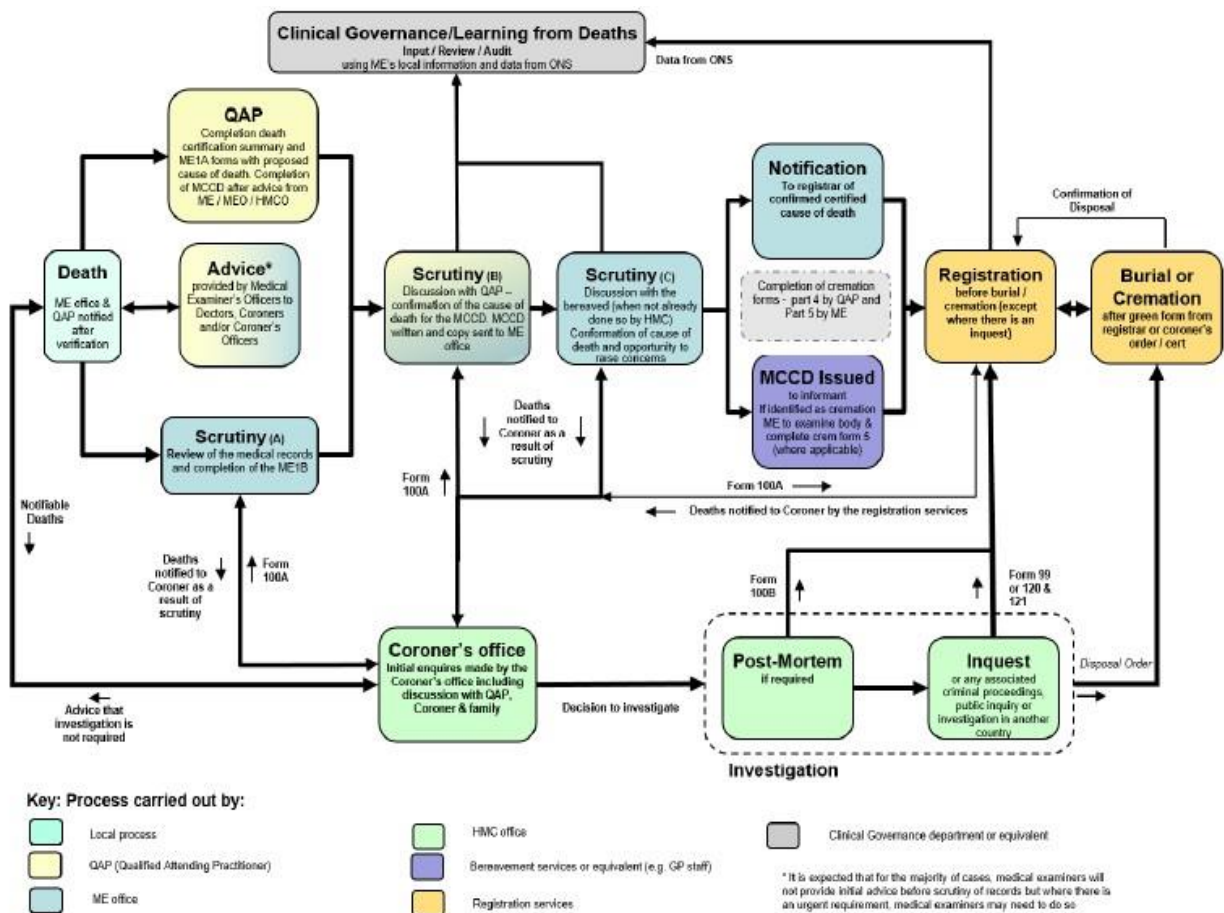 Clinical Governance/Learning from Deaths
Input / Review / Audit
using ME's local information and data from ONS
Data from ONS
QAP
Completion death
certification summary and
ME1A forms with proposed
cause of death. Completion
of MCCD after advice from
ME / MEO / HMCO
Notification
To registrar of
confirmed certified
cause of death
Confirmation of
Disposal
Death
ME office &
QAP notified
after
verification
Advice*
provided by Medical
Examiner's Officers to
Doctors, Coroners
and/or Coroner's
Officers
Scrutiny (B)
Discussion with QAP –
confirmation of the cause of
death for the MCCD. MCCD
written and copy sent to ME
office
Scrutiny (C)
Discussion with the
bereaved (when not already
done so by HMC)
Confirmation of cause of
death and opportunity to
raise concerns
Completion of cremation
forms - part 4 by QAP and
Part 5 by ME
Registration
before burial /
cremation (except
where there is an
inquest)
Burial or
Cremation
after green form from
registrar or coroner's
order / cert
MCCD Issued
to informant
If identified as cremation
ME to examine body &
complete crem form 5
(where applicable)
Scrutiny (A)
Review of the medical records
and completion of the ME1B
Deaths
notified to
Coroner as a
result of
scrutiny
Form
100A
Form 100A
Deaths notified to Coroner by the registration services
Notifiable
Deaths
Deaths
notified to
Coroner as a
result of
scrutiny
Form
100A
Form
100B
Form 99
or 120 &
121
Coroner's office
Initial enquires made by the
Coroner's office including
discussion with QAP,
Coroner & family
Advice that
investigation is
not required
Decision to investigate
Post-Mortem
if required
Inquest
or any associated
criminal proceedings,
public inquiry or
investigation in another
country
Disposal Order
Investigation
Key: Process carried out by:
Local process
QAP (Qualified Attending Practitioner)
ME office
HMC office
Bereavement services or equivalent (e.g. GP staff)
Registration services
Clinical Governance department or equivalent
* It is expected that for the majority of cases, medical examiners will
not provide initial advice before scrutiny of records but where there is
an urgent requirement, medical examiners may need to do so